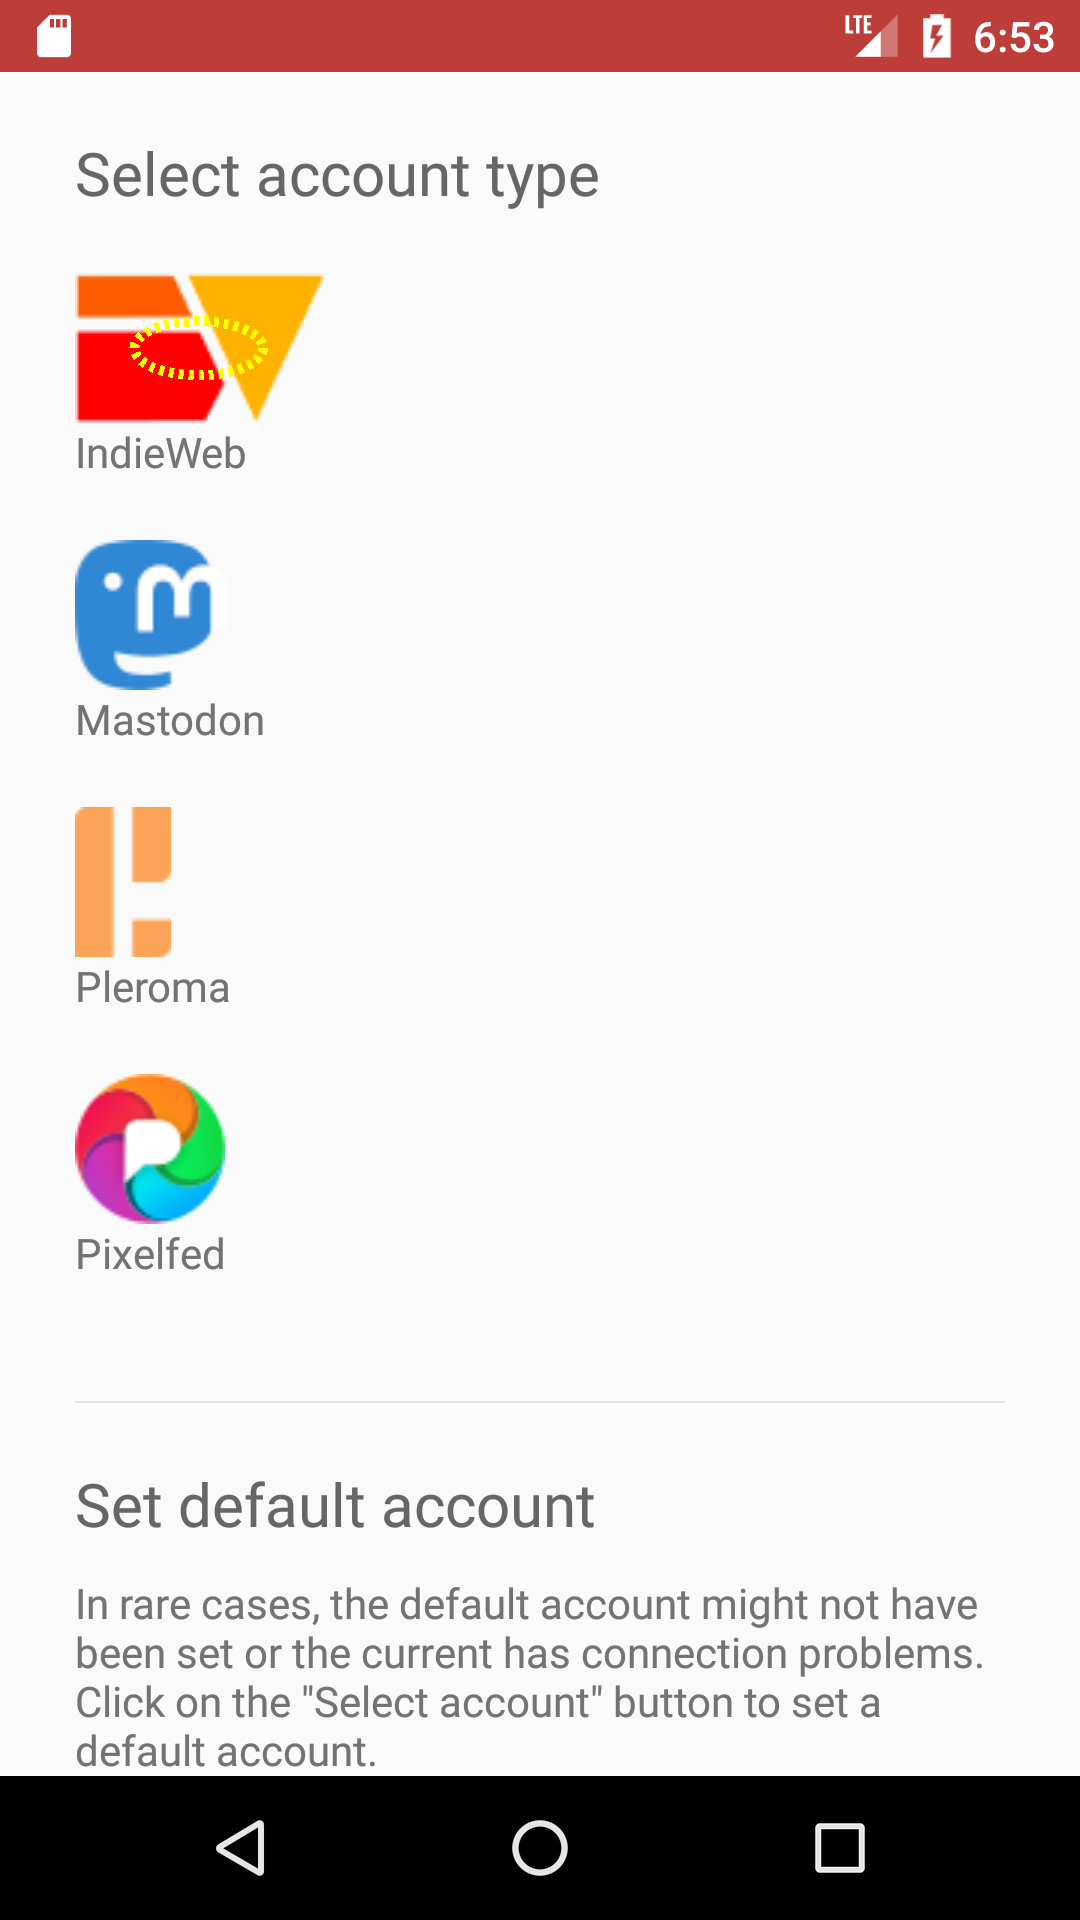 LTE 6:53
Select account type
IndieWeb
Mastodon
Pleroma
Pixelfed
Set default account
In rare cases, the default account might not have
been set or the current has connection problems.
Click on the "Select account" button to set a
default account.